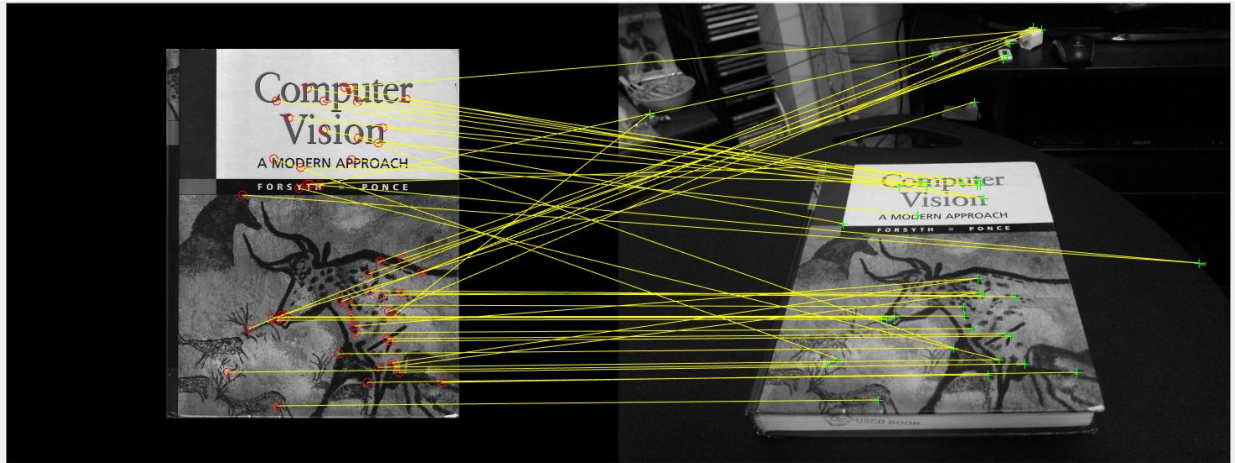 Computer
Vision
A MODERN APPROACH
FORSYTH = PONCE
Computer
Vision
A MODERN APPROACH
FORSYTH = PONCE
USED BOOK